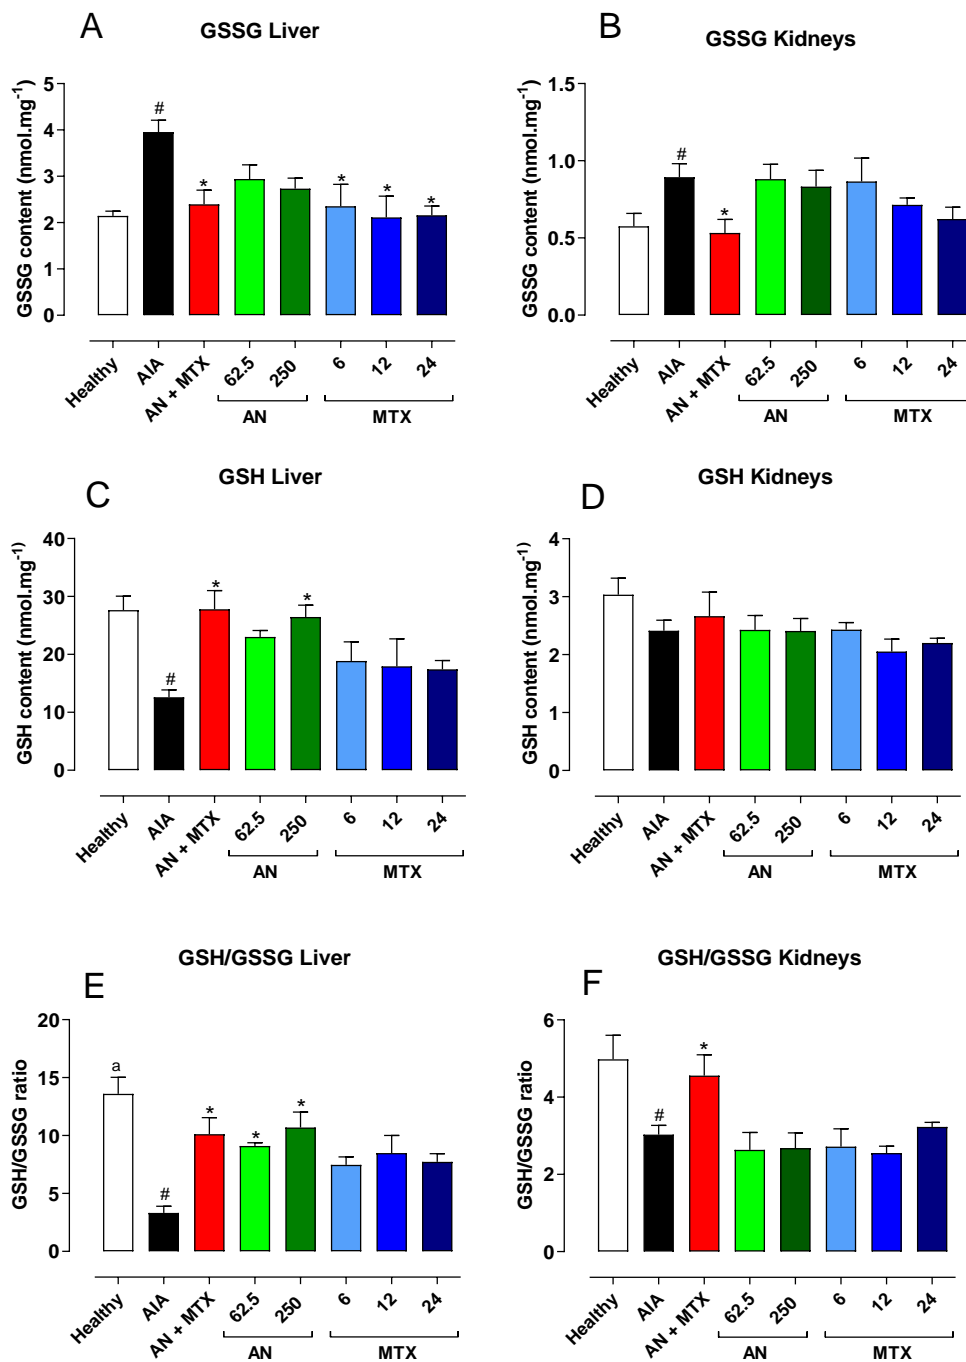 A
GSSG Liver
GSSG content (nmol.mg⁻¹)
5
4
3
2
1
0
#
*
*
*
*
Healthy
AIA
AN + MTX
62.5
250
6
12
24
AN
MTX
B
GSSG Kidneys
GSSG content (nmol.mg⁻¹)
1.5
1.0
0.5
0.0
#
*
Healthy
AIA
AN + MTX
62.5
250
6
12
24
AN
MTX
C
GSH Liver
GSH content (nmol.mg⁻¹)
40
30
20
10
0
#
*
*
Healthy
AIA
AN + MTX
62.5
250
6
12
24
AN
MTX
D
GSH Kidneys
GSH content (nmol.mg⁻¹)
4
3
2
1
0
Healthy
AIA
AN + MTX
62.5
250
6
12
24
AN
MTX
E
GSH/GSSG Liver
GSH/GSSG ratio
20
15
10
5
0
a
#
*
*
*
Healthy
AIA
AN + MTX
62.5
250
6
12
24
AN
MTX
F
GSH/GSSG Kidneys
GSH/GSSG ratio
6
4
2
0
#
*
Healthy
AIA
AN + MTX
62.5
250
6
12
24
AN
MTX